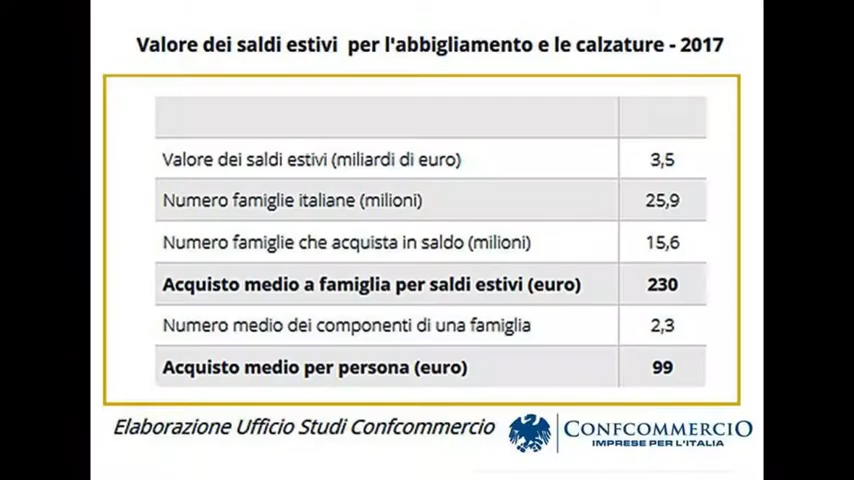 Valore dei saldi estivi per l'abbigliamento e le calzature - 2017
Valore dei saldi estivi (miliardi di euro) 3,5
Numero famiglie italiane (milioni) 25,9
Numero famiglie che acquista in saldo (milioni) 15,6
Acquisto medio a famiglia per saldi estivi (euro) 230
Numero medio dei componenti di una famiglia 2,3
Acquisto medio per persona (euro) 99
Elaborazione Ufficio Studi Confcommercio
CONFCOMMERCIO
IMPRESE PER L'ITALIA